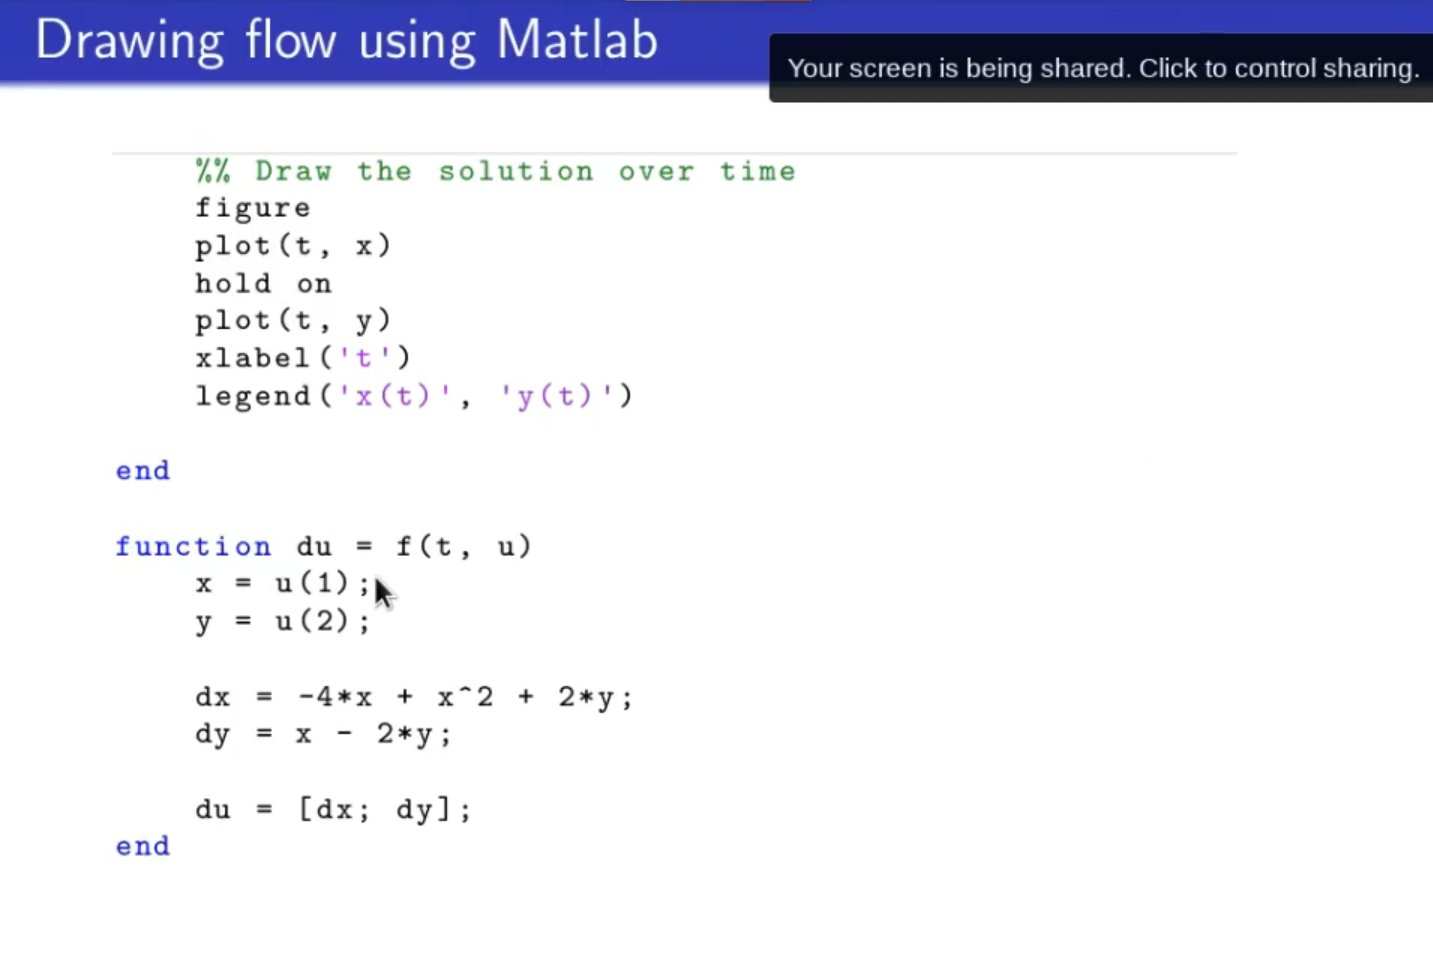 Drawing flow using Matlab
Your screen is being shared. Click to control sharing.
%% Draw the solution over time
figure
plot(t, x)
hold on
plot(t, y)
xlabel('t')
legend('x(t)', 'y(t)')
end
function du = f(t, u)
x = u(1);
y = u(2);
dx = -4*x + x^2 + 2*y;
dy = x - 2*y;
du = [dx; dy];
end